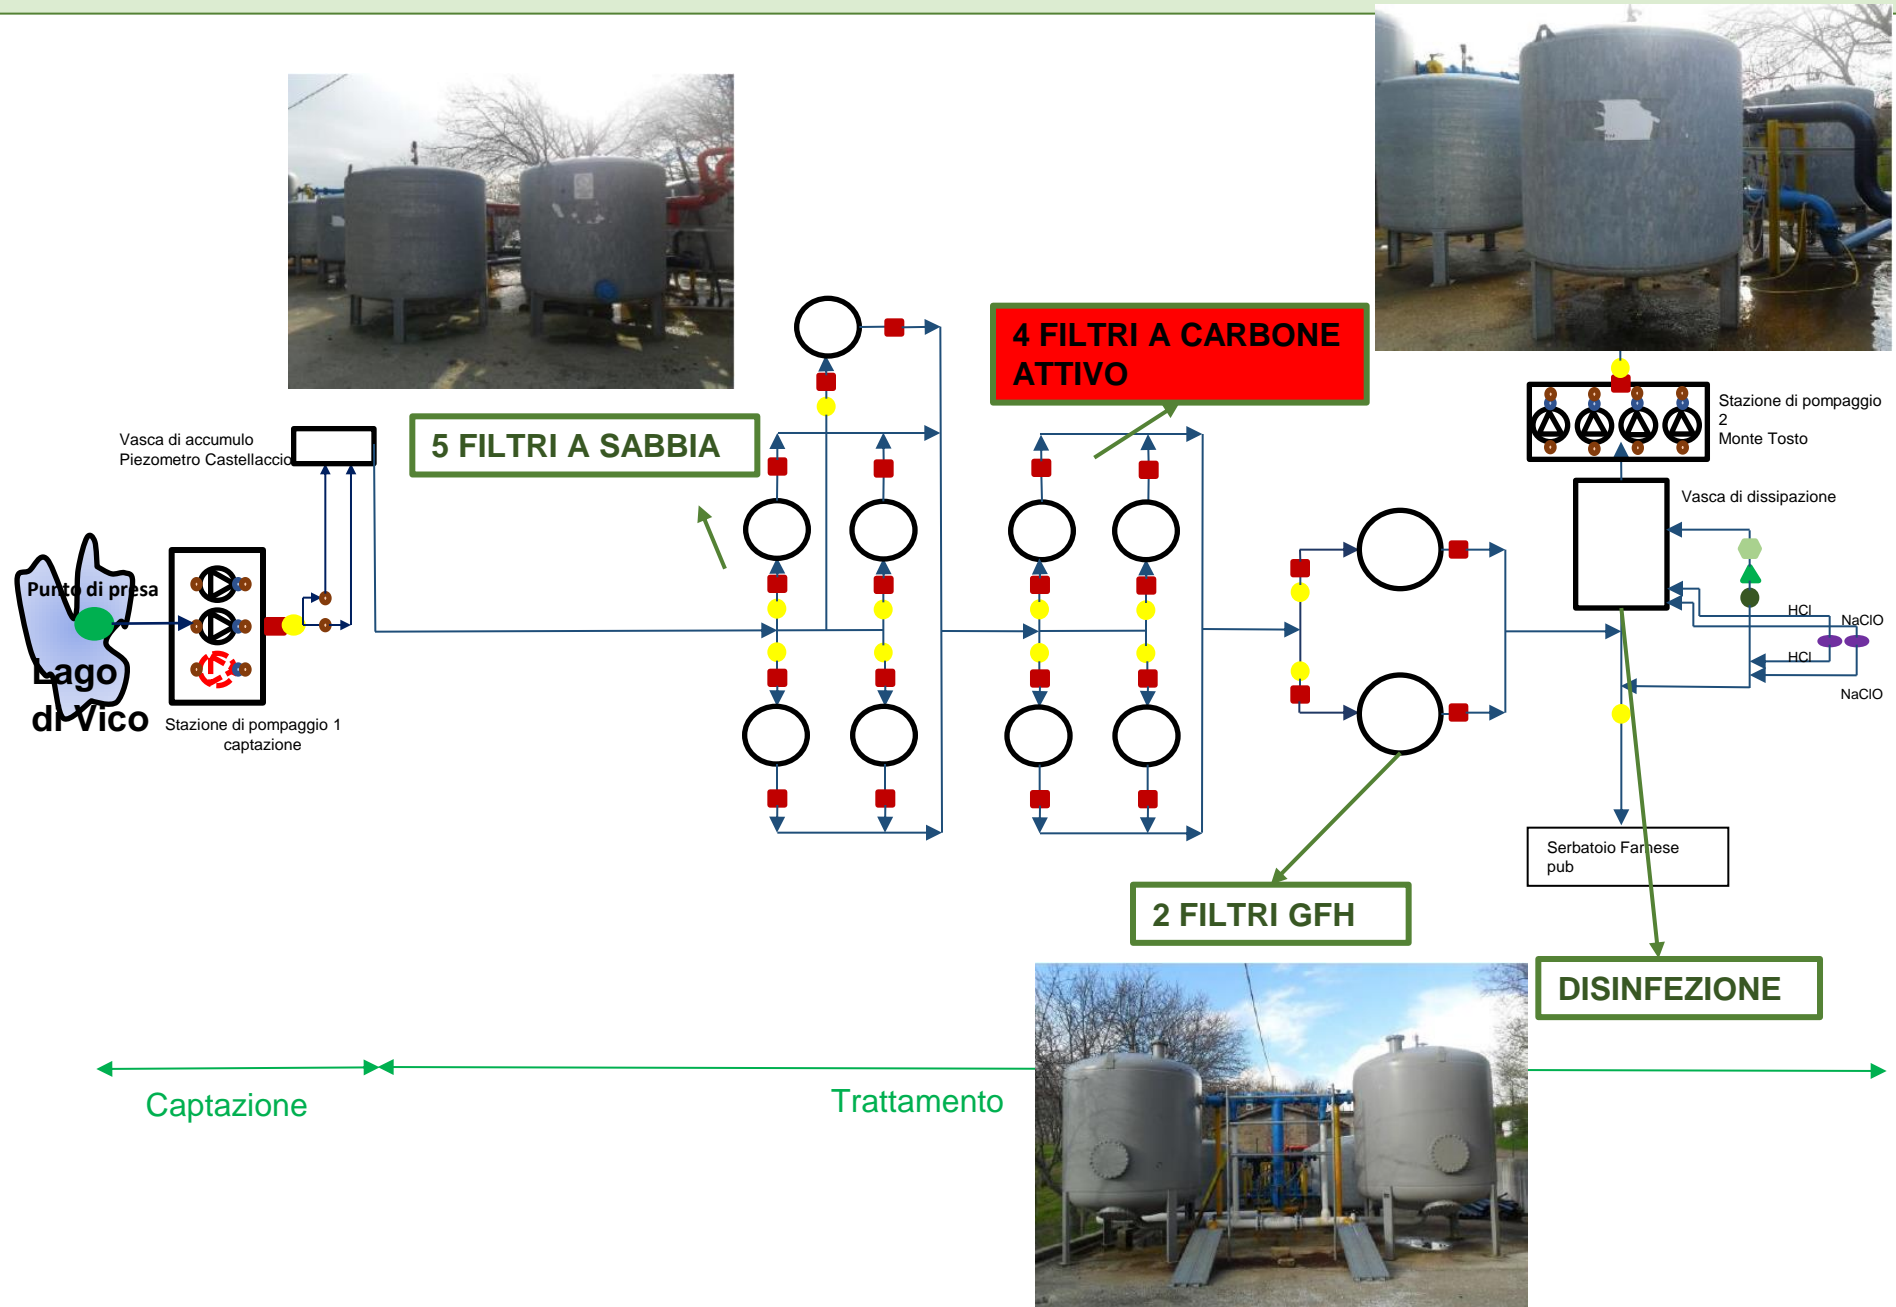 4 FILTRI A CARBONE
ATTIVO
5 FILTRI A SABBIA
Vasca di accumulo
Piezometro Castellaccio
Stazione di pompaggio
2
Monte Tosto
Vasca di dissipazione
Punto di presa
Lago
di Vico
Stazione di pompaggio 1
captazione
HCl
NaClO
HCl
NaClO
Serbatoio Farnese
pub
2 FILTRI GFH
DISINFEZIONE
Captazione
Trattamento